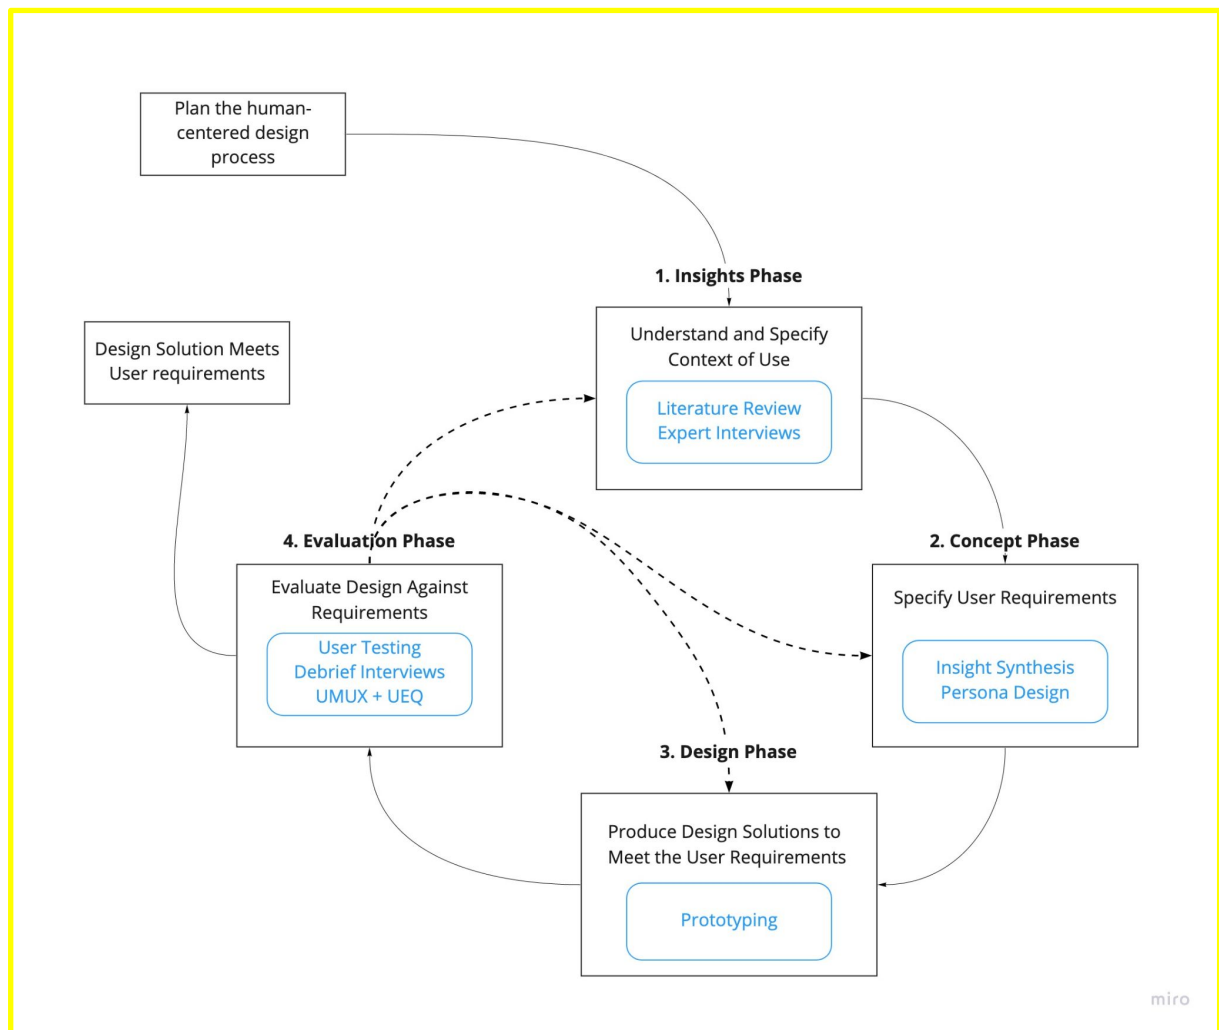 Plan the human-
centered design
process
1. Insights Phase
Understand and Specify
Context of Use
Literature Review
Expert Interviews
Design Solution Meets
User requirements
4. Evaluation Phase
Evaluate Design Against
Requirements
User Testing
Debrief Interviews
UMUX + UEQ
2. Concept Phase
Specify User Requirements
Insight Synthesis
Persona Design
3. Design Phase
Produce Design Solutions to
Meet the User Requirements
Prototyping
miro